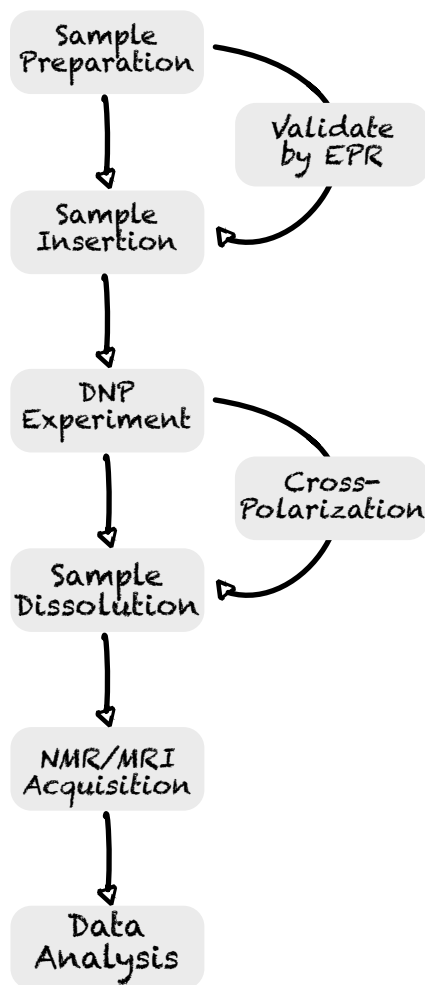 Sample
Preparation
Validate
by EPR
Sample
Insertion
DNP
Experiment
Cross-
Polarization
Sample
Dissolution
NMR/MRI
Acquisition
Data
Analysis